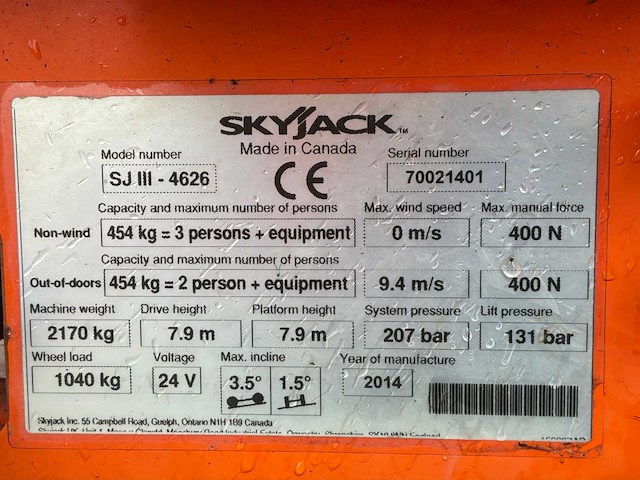 SKYJACK TM
Made in Canada
Model number Serial number
SJ III - 4626 CE 70021401
Capacity and maximum number of persons Max. wind speed Max. manual force
Non-wind 454 kg = 3 persons + equipment 0 m/s 400 N
Capacity and maximum number of persons
Out-of-doors 454 kg = 2 person + equipment 9.4 m/s 400 N
Machine weight Drive height Platform height System pressure Lift pressure
2170 kg 7.9 m 7.9 m 207 bar 131 bar
Wheel load Voltage Max. incline Year of manufacture
1040 kg 24 V 3.5° 1.5° 2014
Skyjack Inc. 55 Campbell Road, Guelph, Ontario N1H 1B9 Canada